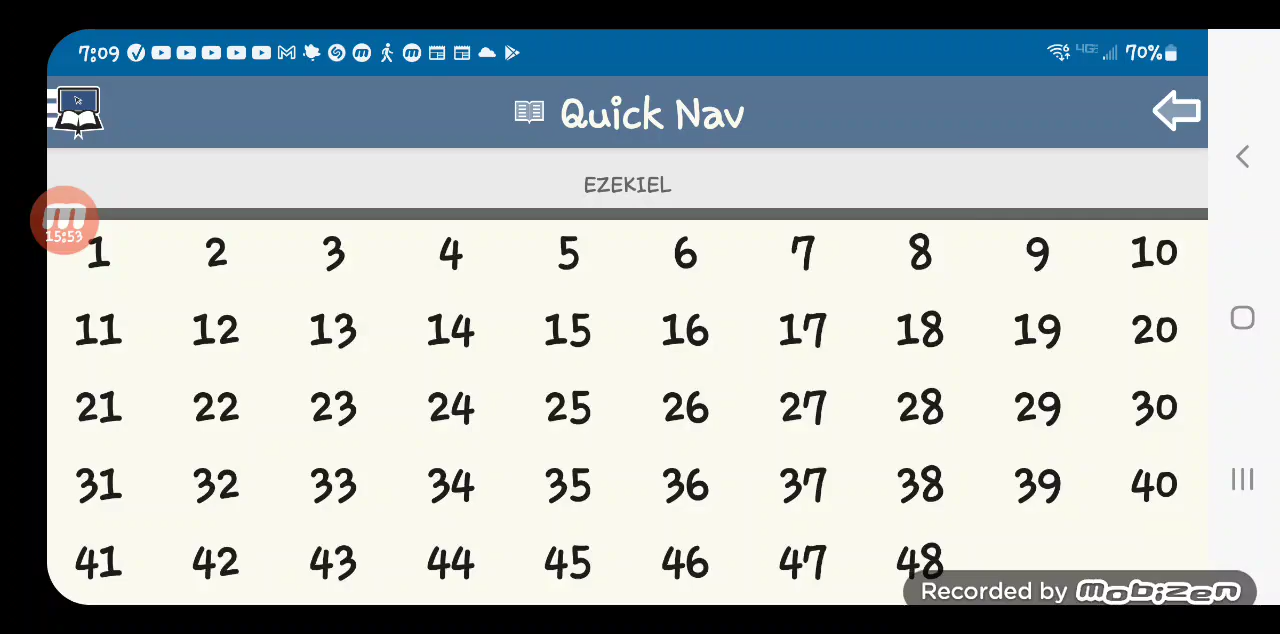 7:09 4GE 70%
Quick Nav
EZEKIEL
m
15:53
1 2 3 4 5 6 7 8 9 10
11 12 13 14 15 16 17 18 19 20
21 22 23 24 25 26 27 28 29 30
31 32 33 34 35 36 37 38 39 40
41 42 43 44 45 46 47 48
Recorded by mobizen